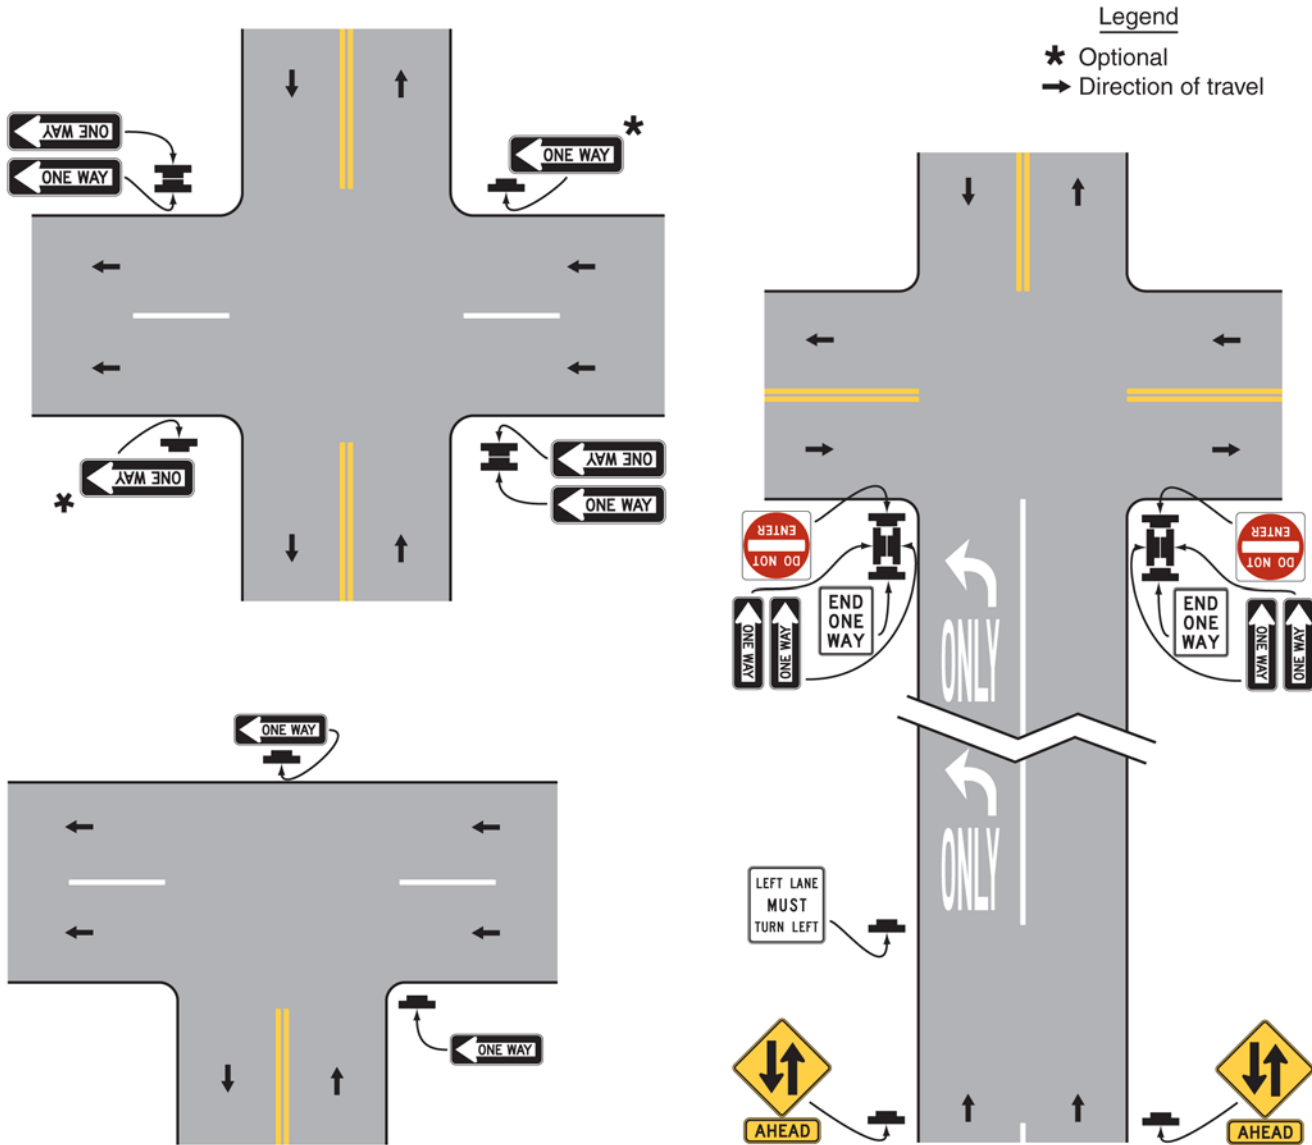 Legend
* Optional
Direction of travel
ONE WAY
ONE WAY
ONE WAY
*
ONE WAY
*
ONE WAY
ONE WAY
ONE WAY
ONE WAY
DO NOT
ENTER
ONE WAY
ONE WAY
END
ONE
WAY
ONLY
DO NOT
ENTER
END
ONE
WAY
ONE WAY
ONE WAY
ONLY
LEFT LANE
MUST
TURN LEFT
AHEAD
AHEAD